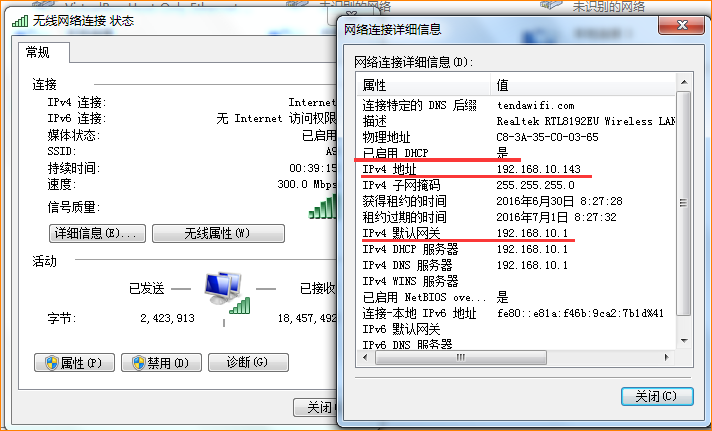 未识别的网络
无线网络连接 状态
常规
连接
IPv4 连接: Internet
IPv6 连接: 无 Internet 访问权限
媒体状态: 已启用
SSID: A9
持续时间: 00:39:15
速度: 300.0 Mbps
信号质量:
详细信息(E)... 无线属性(W)
活动
已发送 已接收
字节: 2,423,913 18,457,492
属性(P) 禁用(D) 诊断(G)
关闭(C)
网络连接详细信息
网络连接详细信息(D):
属性 值
连接特定的 DNS 后缀 tendawifi.com
描述 Realtek RTL8192EU Wireless LAN
物理地址 C8-3A-35-C0-03-65
已启用 DHCP 是
IPv4 地址 192.168.10.143
IPv4 子网掩码 255.255.255.0
获得租约的时间 2016年6月30日 8:27:28
租约过期的时间 2016年7月1日 8:27:32
IPv4 默认网关 192.168.10.1
IPv4 DHCP 服务器 192.168.10.1
IPv4 DNS 服务器 192.168.10.1
IPv4 WINS 服务器
已启用 NetBIOS ove... 是
连接-本地 IPv6 地址 fe80::e81a:f46b:9ca2:7b1d%41
IPv6 默认网关
IPv6 DNS 服务器
关闭(C)